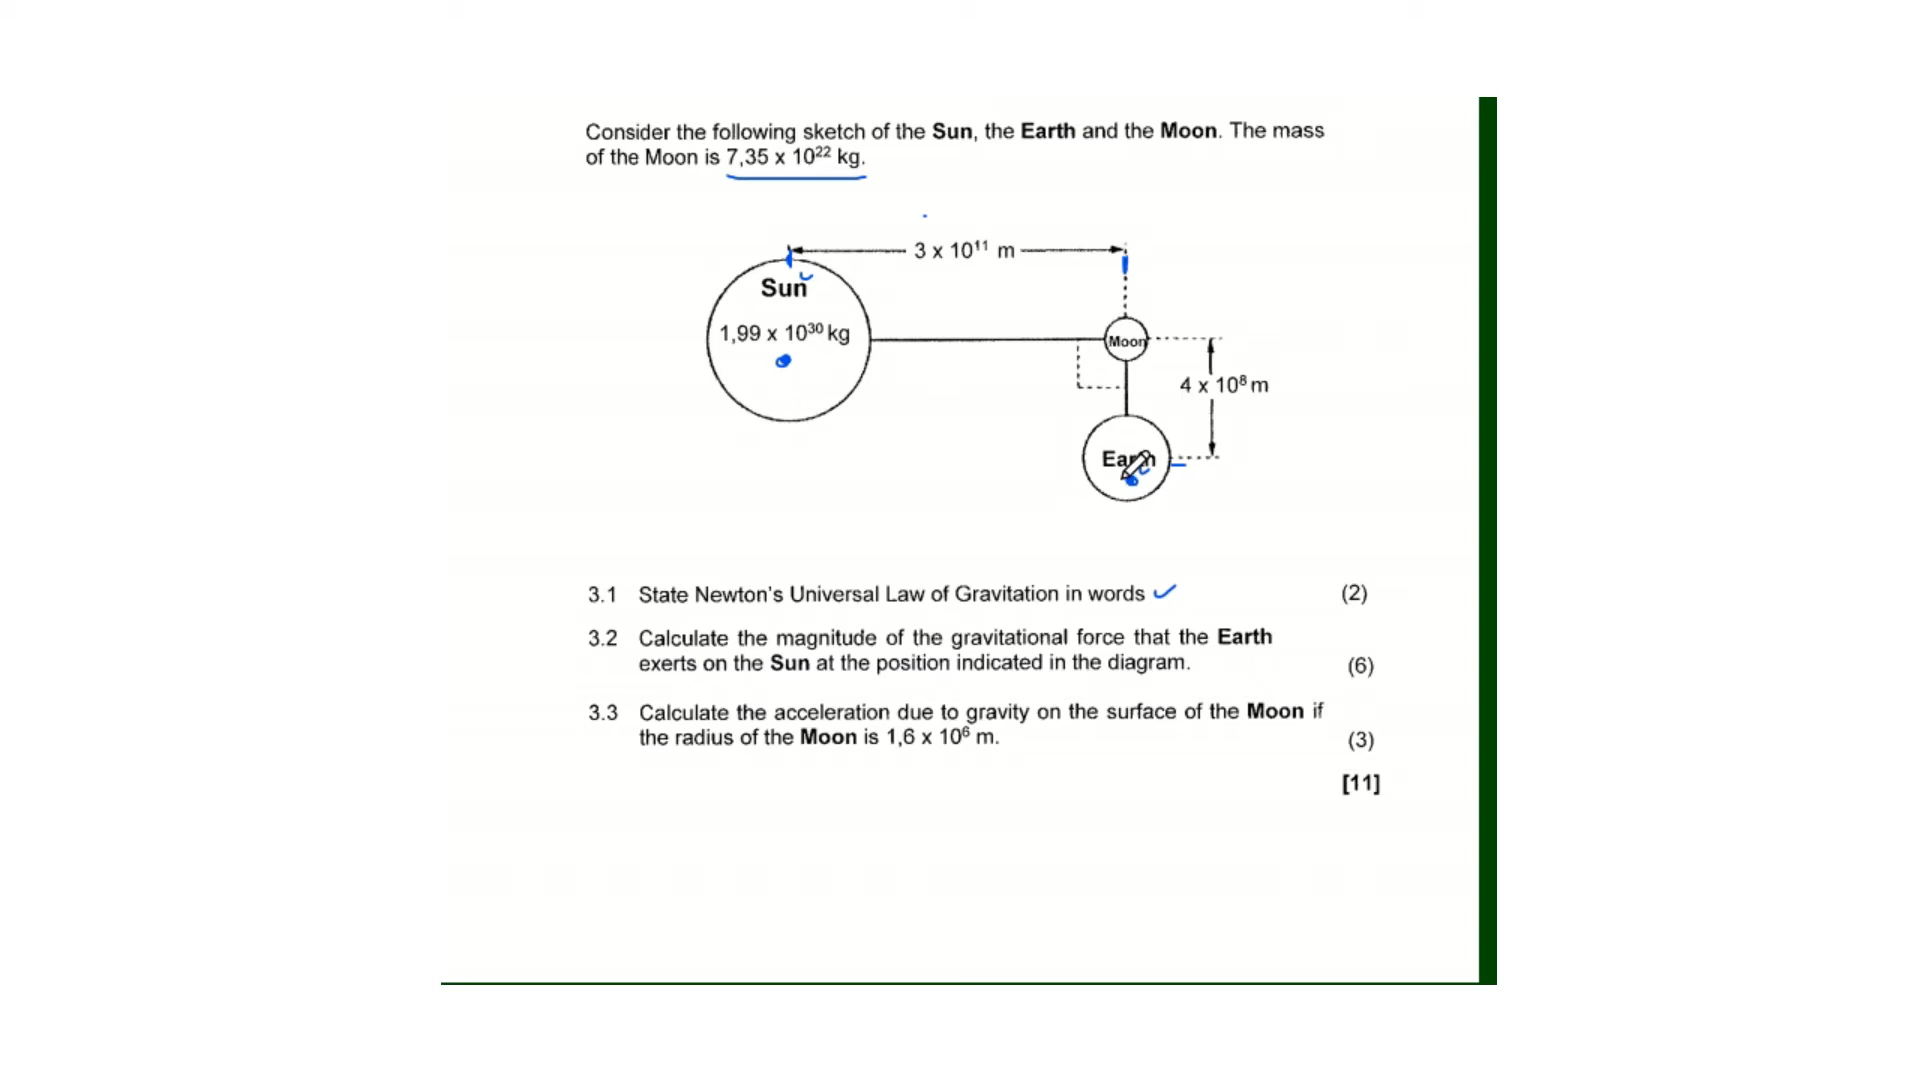 Consider the following sketch of the Sun, the Earth and the Moon. The mass
of the Moon is 7,35 x 10²² kg.
3 x 10¹¹ m
Sun
1,99 x 10³⁰ kg
Moon
4 x 10⁸ m
Earth
3.1 State Newton's Universal Law of Gravitation in words (2)
3.2 Calculate the magnitude of the gravitational force that the Earth
exerts on the Sun at the position indicated in the diagram. (6)
3.3 Calculate the acceleration due to gravity on the surface of the Moon if
the radius of the Moon is 1,6 x 10⁶ m. (3)
[11]